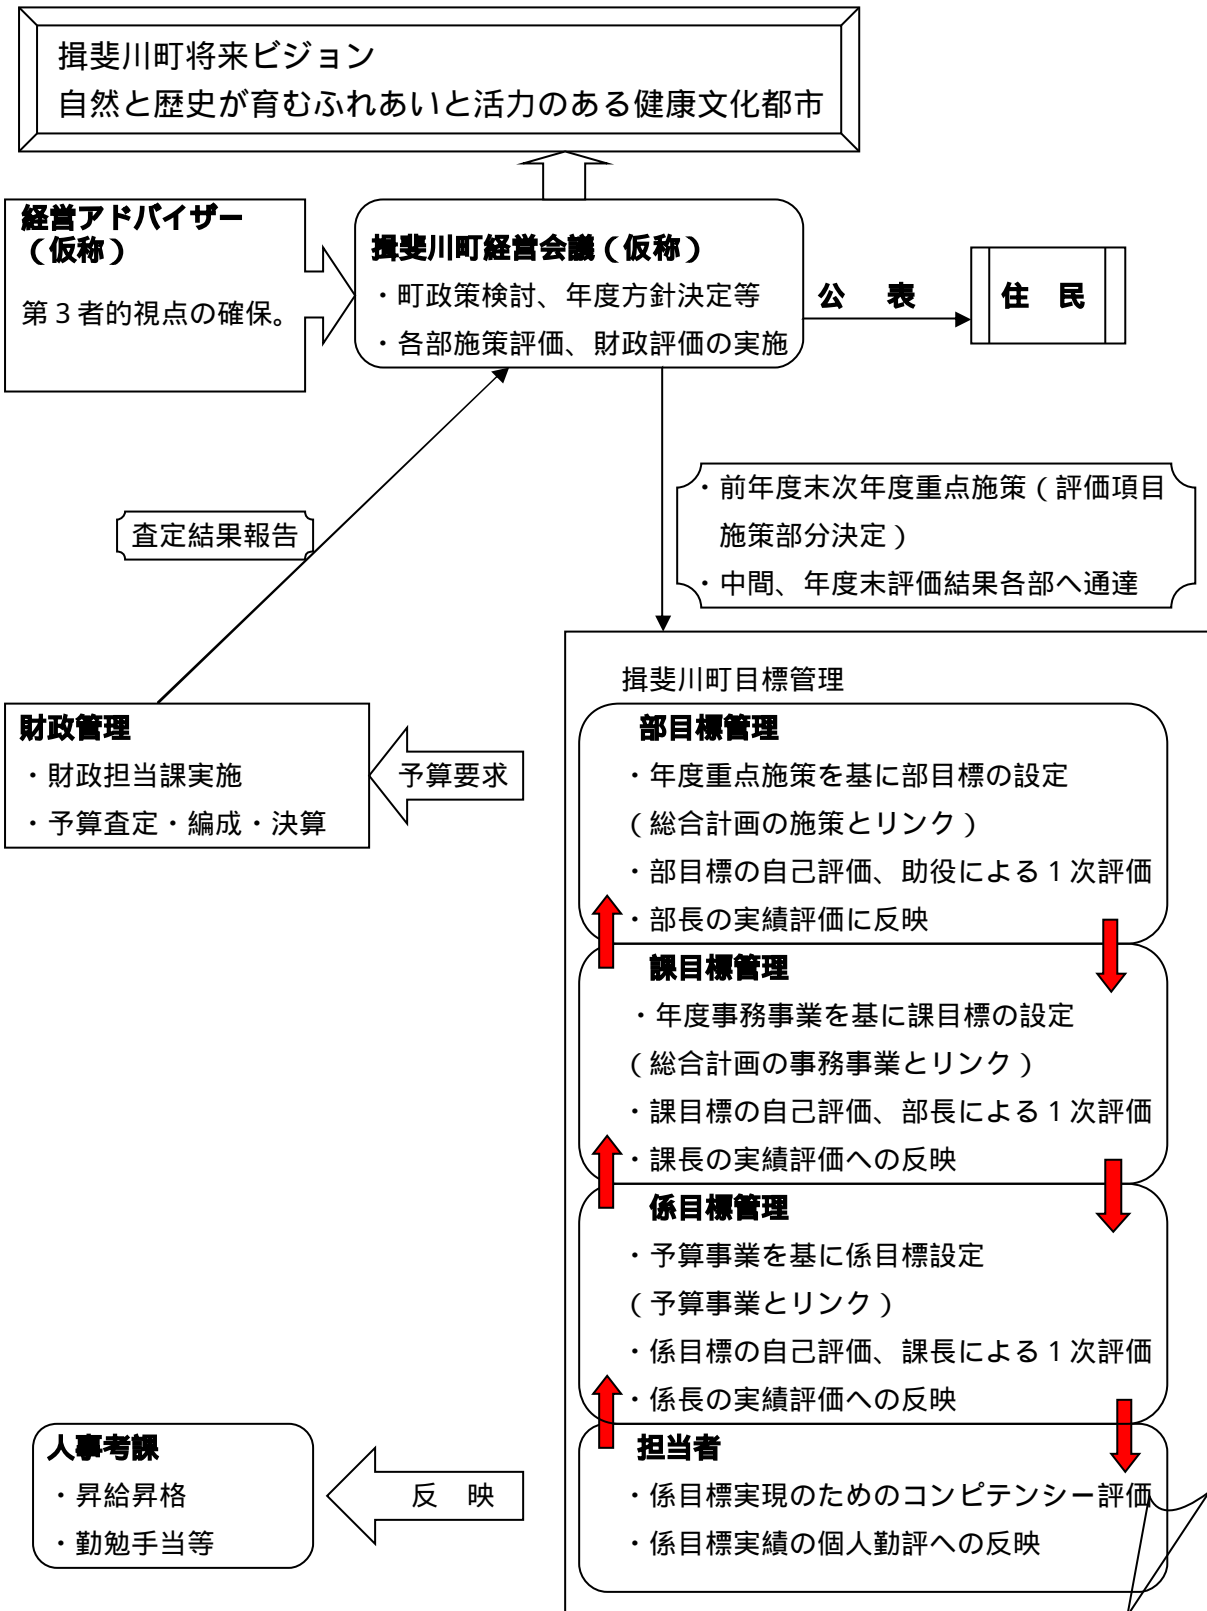 揖斐川町将来ビジョン
自然と歴史が育むふれあいと活力のある健康文化都市
経営アドバイザー
(仮称)
第3者的視点の確保。
揖斐川町経営会議(仮称)
・町政策検討、年度方針決定等
・各部施策評価、財政評価の実施
公 表
住 民
査定結果報告
・前年度末次年度重点施策(評価項目
施策部分決定)
・中間、年度末評価結果各部へ通達
財政管理
・財政担当課実施
・予算査定・編成・決算
予算要求
揖斐川町目標管理
部目標管理
・年度重点施策を基に部目標の設定
(総合計画の施策とリンク)
・部目標の自己評価、助役による1次評価
・部長の実績評価に反映
課目標管理
・年度事務事業を基に課目標の設定
(総合計画の事務事業とリンク)
・課目標の自己評価、部長による1次評価
・課長の実績評価への反映
係目標管理
・予算事業を基に係目標設定
(予算事業とリンク)
・係目標の自己評価、課長による1次評価
・係長の実績評価への反映
担当者
・係目標実現のためのコンピテンシー評価
・係目標実績の個人勤評への反映
人事考課
・昇給昇格
・勤勉手当等
反 映